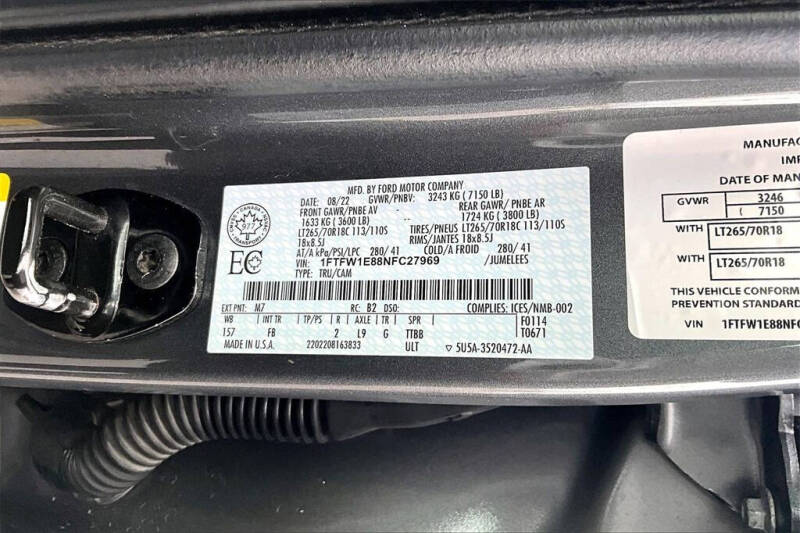 MFD. BY FORD MOTOR COMPANY
08/22 GVWR/PNBV: 3243 KG ( 7150 LB)
FRONT GAWR/PNBE AV REAR GAWR/PNBE AR
1633 KG ( 3600 LB) 1724 KG ( 3800 LB)
LT265/70R18C 113/110S TIRES/PNEUS LT265/70R18C 113/110S
18x8.5J RIMS/JANTES 18x8.5J
AT/A kPa/PSI/LPC 280/ 41 COLD/A FROID 280/ 41
VIN: 1FTFW1E88NFC27969 /JUMELEES
TYPE: TRU/CAM
CANADA
977
TRANSPORT
EC
EXT PNT: M7 RC: B2 DSO: COMPLIES: ICES/NMB-002
WB INT TR TP/PS R AXLE TR SPR F0114
157 FB 2 L9 G TTBB T0671
MADE IN U.S.A. 2202208163833 ULT ▽ 5U5A-3520472-AA
MANUFAC
IMP
DATE OF MANU
GVWR 3246
7150
WITH LT265/70R18
WITH LT265/70R18
THIS VEHICLE CONFORM
PREVENTION STANDARD
VIN 1FTFW1E88NFC